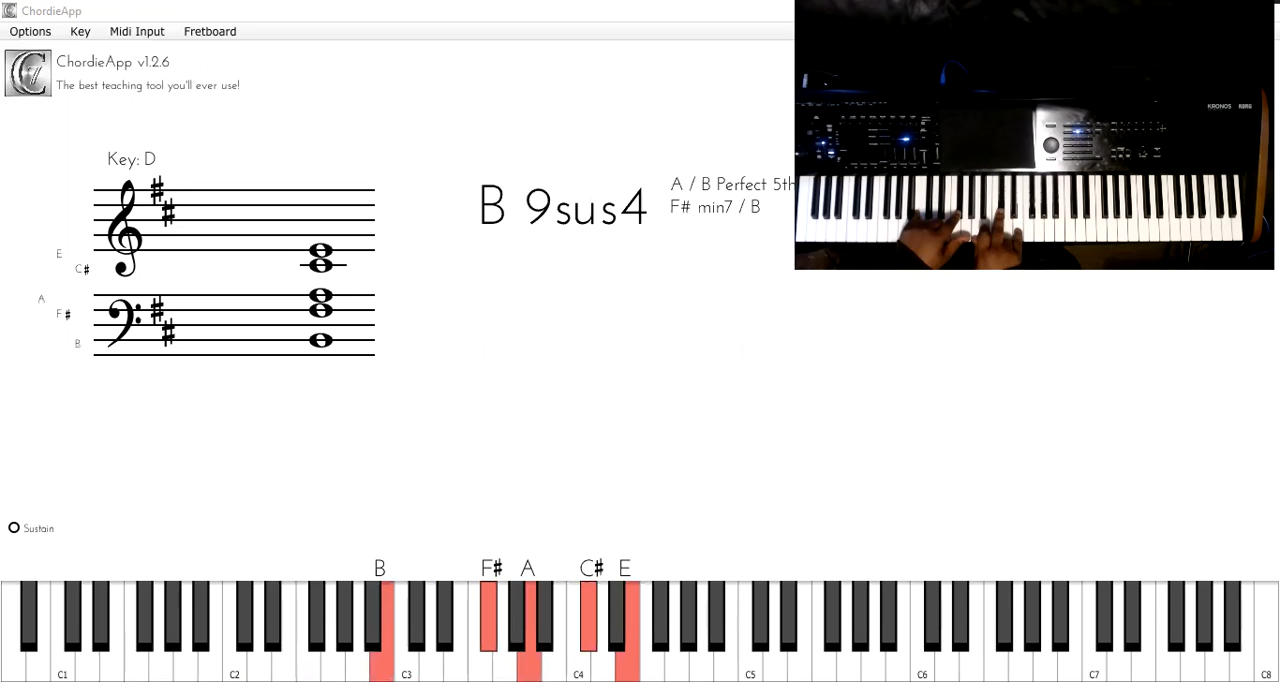 ChordieApp
Options Key Midi Input Fretboard
ChordieApp v1.2.6
The best teaching tool you'll ever use!
KRONOS KORG
Key: D
B 9sus4
A / B Perfect 5th
F# min7 / B
E
C#
A
F#
B
Sustain
B F# A C# E
C1 C2 C3 C4 C5 C6 C7 C8